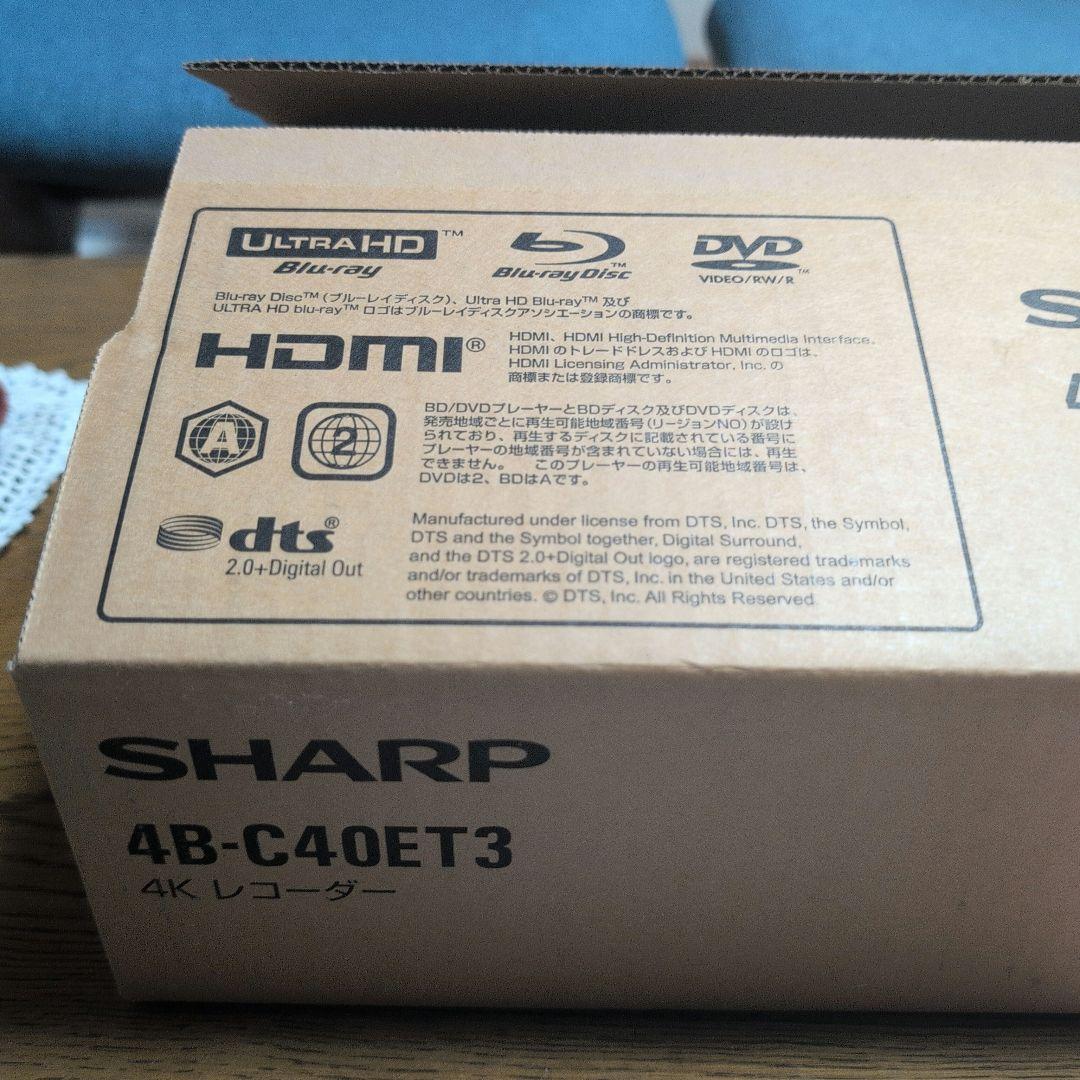 ULTRA HD™
Blu-ray
Blu-ray Disc™
DVD
VIDEO/RW/R™
Blu-ray Disc™(ブルーレイディスク)、Ultra HD Blu-ray™ 及び
ULTRA HD blu-ray™ ロゴはブルーレイディスクアソシエーションの商標です。
HDMI®
HDMI、HDMI High-Definition Multimedia Interface、
HDMI のトレードドレスおよび HDMI のロゴは、
HDMI Licensing Administrator, Inc. の
商標または登録商標です。
A
2
BD/DVDプレーヤーとBDディスク及びDVDディスクは、
発売地域ごとに再生可能地域番号(リージョンNO)が設け
られており、再生するディスクに記載されている番号に
プレーヤーの地域番号が含まれていない場合には、再生
できません。 このプレーヤーの再生可能地域番号は、
DVDは2、BDはAです。
dts®
2.0+Digital Out
Manufactured under license from DTS, Inc. DTS, the Symbol,
DTS and the Symbol together, Digital Surround,
and the DTS 2.0+Digital Out logo, are registered trademarks
and/or trademarks of DTS, Inc. in the United States and/or
other countries. © DTS, Inc. All Rights Reserved
S
SHARP
4B-C40ET3
4K レコーダー